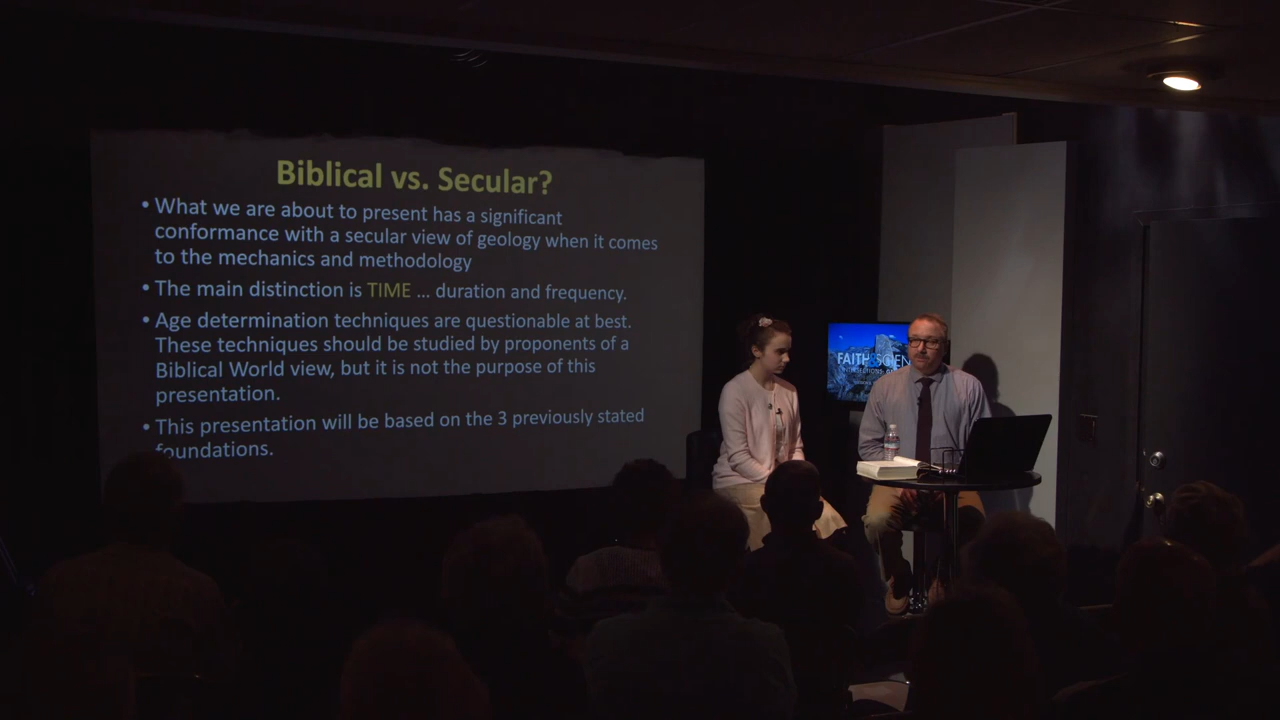 Biblical vs. Secular?
• What we are about to present has a significant
conformance with a secular view of geology when it comes
to the mechanics and methodology
• The main distinction is TIME ... duration and frequency.
• Age determination techniques are questionable at best.
These techniques should be studied by proponents of a
Biblical World view, but it is not the purpose of this
presentation.
• This presentation will be based on the 3 previously stated
foundations.
FAITH&SCIEN